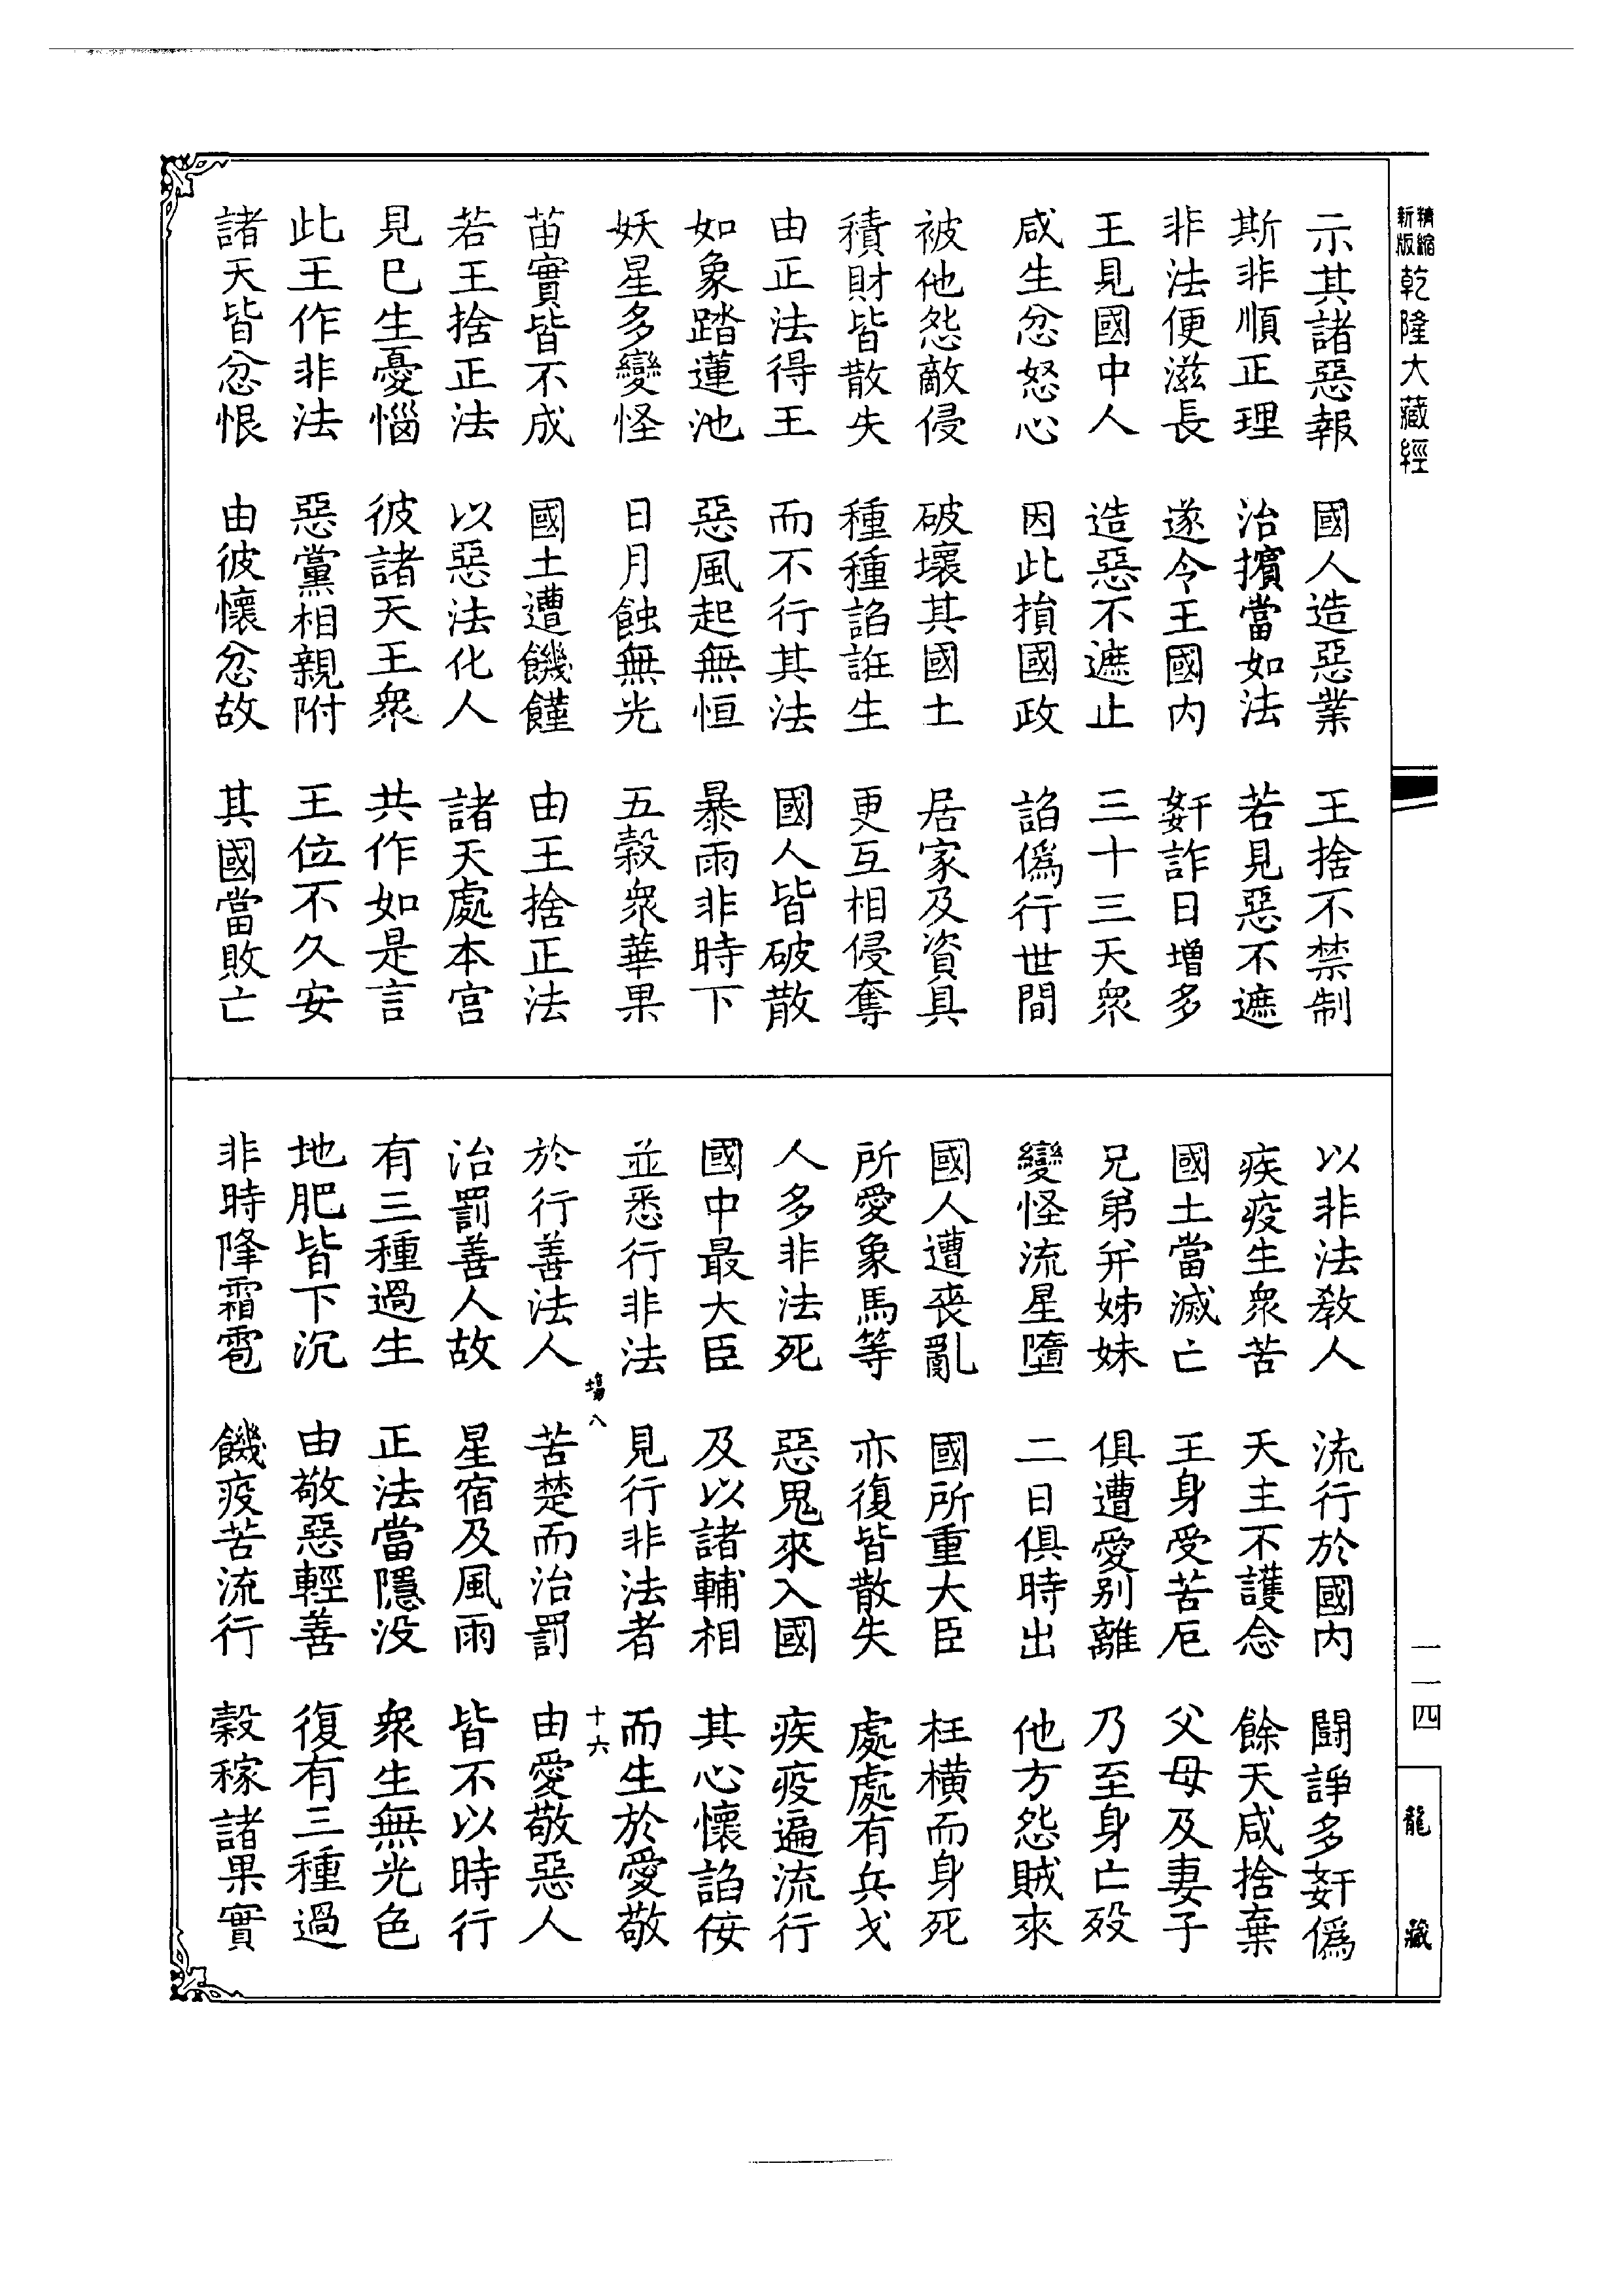 精縮
新版
乾隆大藏經
示其諸惡報　國人造惡業　王捨不禁制
斯非順正理　治擯當如法　若見惡不遮
非法便滋長　遂令王國內　姧詐日增多
王見國中人　造惡不遮止　三十三天衆
咸生忿怒心　因此損國政　諂僞行世間
被他怨敵侵　破壞其國土　居家及資具
積財皆散失　種種諂誑生　更互相侵奪
由正法得王　而不行其法　國人皆破散
如象踏蓮池　惡風起無恒　暴雨非時下
妖星多變怪　日月蝕無光　五穀衆華果
苗實皆不成　國土遭饑饉　由王捨正法
若王捨正法　以惡法化人　諸天處本宮
見已生憂惱　彼諸天王衆　共作如是言
此王作非法　惡黨相親附　王位不久安
諸天皆忿恨　由彼懷忿故　其國當敗亡
以非法教人　流行於國內　鬪諍多姧僞
疾疫生衆苦　天主不護念　餘天咸捨棄
國土當滅亡　王身受苦厄　父母及妻子
兄弟并姊妹　俱遭愛別離　乃至身亡歿
變怪流星墮　二日俱時出　他方怨賊來
國人遭喪亂　國所重大臣　枉橫而身死
所愛象馬等　亦復皆散失　處處有兵戈
人多非法死　惡鬼來入國　疾疫遍流行
國中最大臣　及以諸輔相　其心懷諂佞
並悉行非法　見行非法者　而生於愛敬
塲八　十六
於行善法人　苦楚而治罰　由愛敬惡人
治罰善人故　星宿及風雨　皆不以時行
有三種過生　正法當隱没　衆生無光色
地肥皆下沉　由敬惡輕善　復有三種過
非時降霜雹　饑疫苦流行　穀稼諸果實
一一四
龍藏